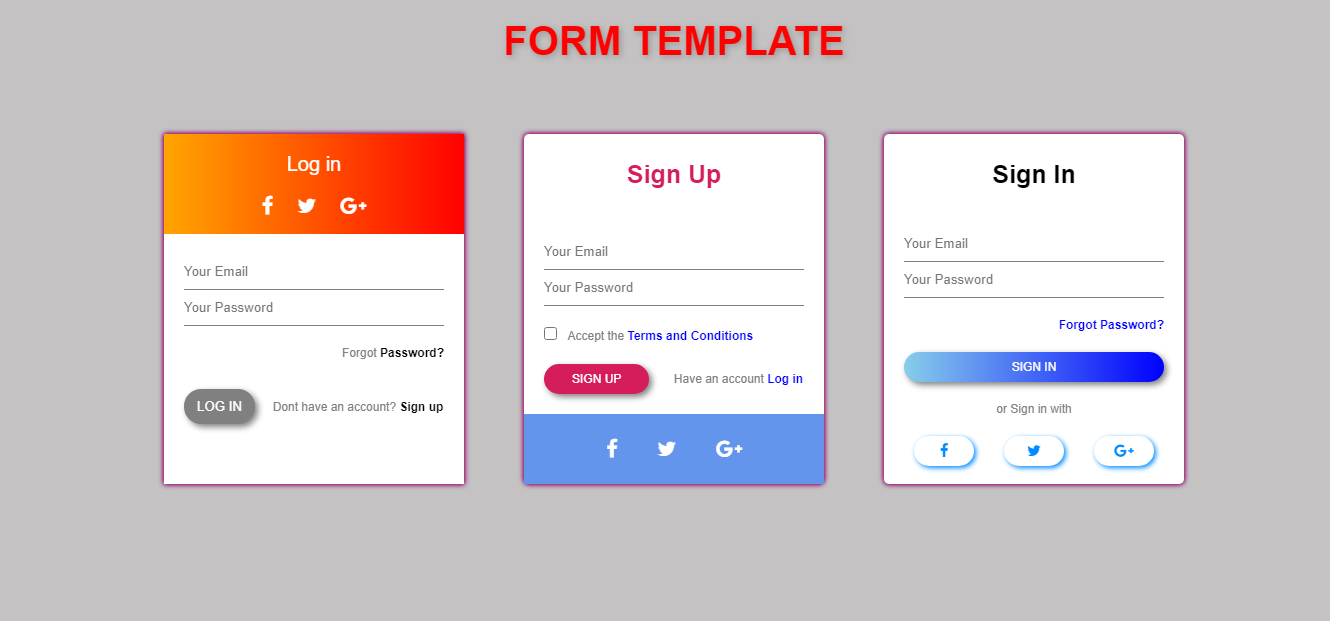 FORM TEMPLATE
Log in
G+
Your Email
Your Password
Forgot Password?
LOG IN Dont have an account? Sign up
Sign Up
Your Email
Your Password
Accept the Terms and Conditions
SIGN UP Have an account Log in
G+
Sign In
Your Email
Your Password
Forgot Password?
SIGN IN
or Sign in with
G+